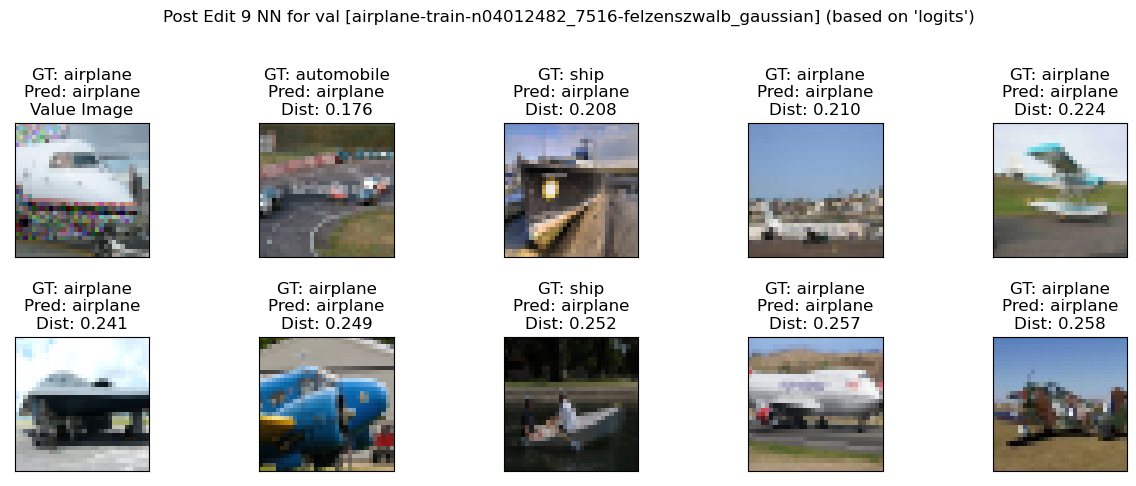 Post Edit 9 NN for val [airplane-train-n04012482_7516-felzenszwalb_gaussian] (based on 'logits')
GT: airplane
Pred: airplane
Value Image
GT: automobile
Pred: airplane
Dist: 0.176
GT: ship
Pred: airplane
Dist: 0.208
GT: airplane
Pred: airplane
Dist: 0.210
GT: airplane
Pred: airplane
Dist: 0.224
GT: airplane
Pred: airplane
Dist: 0.241
GT: airplane
Pred: airplane
Dist: 0.249
GT: ship
Pred: airplane
Dist: 0.252
GT: airplane
Pred: airplane
Dist: 0.257
GT: airplane
Pred: airplane
Dist: 0.258